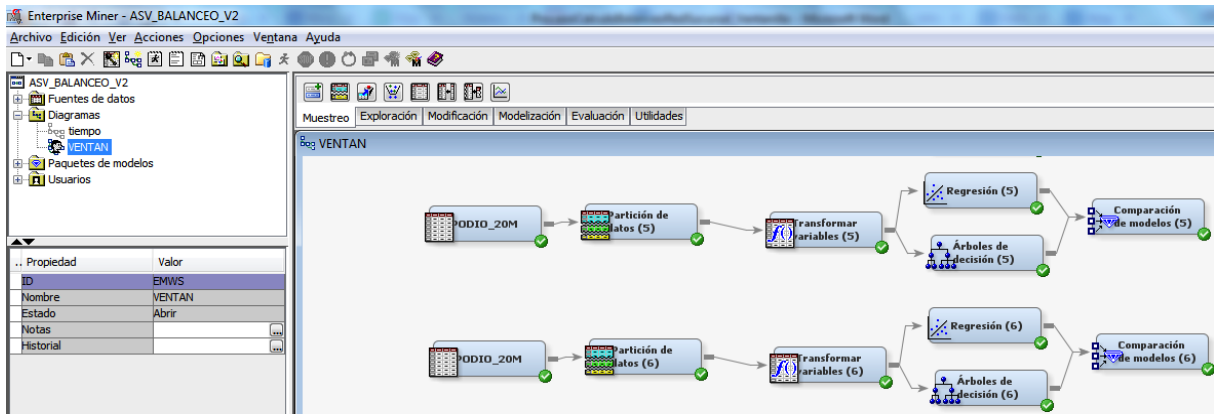 Enterprise Miner - ASV_BALANCEO_V2
Archivo Edición Ver Acciones Opciones Ventana Ayuda
ASV_BALANCEO_V2
Fuentes de datos
Diagramas
tiempo
VENTAN
Paquetes de modelos
Usuarios
.. Propiedad Valor
ID EMWS
Nombre VENTAN
Estado Abrir
Notas
Historial
Muestreo Exploración Modificación Modelización Evaluación Utilidades
VENTAN
PODIO_20M
Partición de
datos (5)
Transformar
variables (5)
Regresión (5)
Árboles de
decisión (5)
Comparación
de modelos (5)
PODIO_20M
Partición de
datos (6)
Transformar
variables (6)
Regresión (6)
Árboles de
decisión (6)
Comparación
de modelos (6)